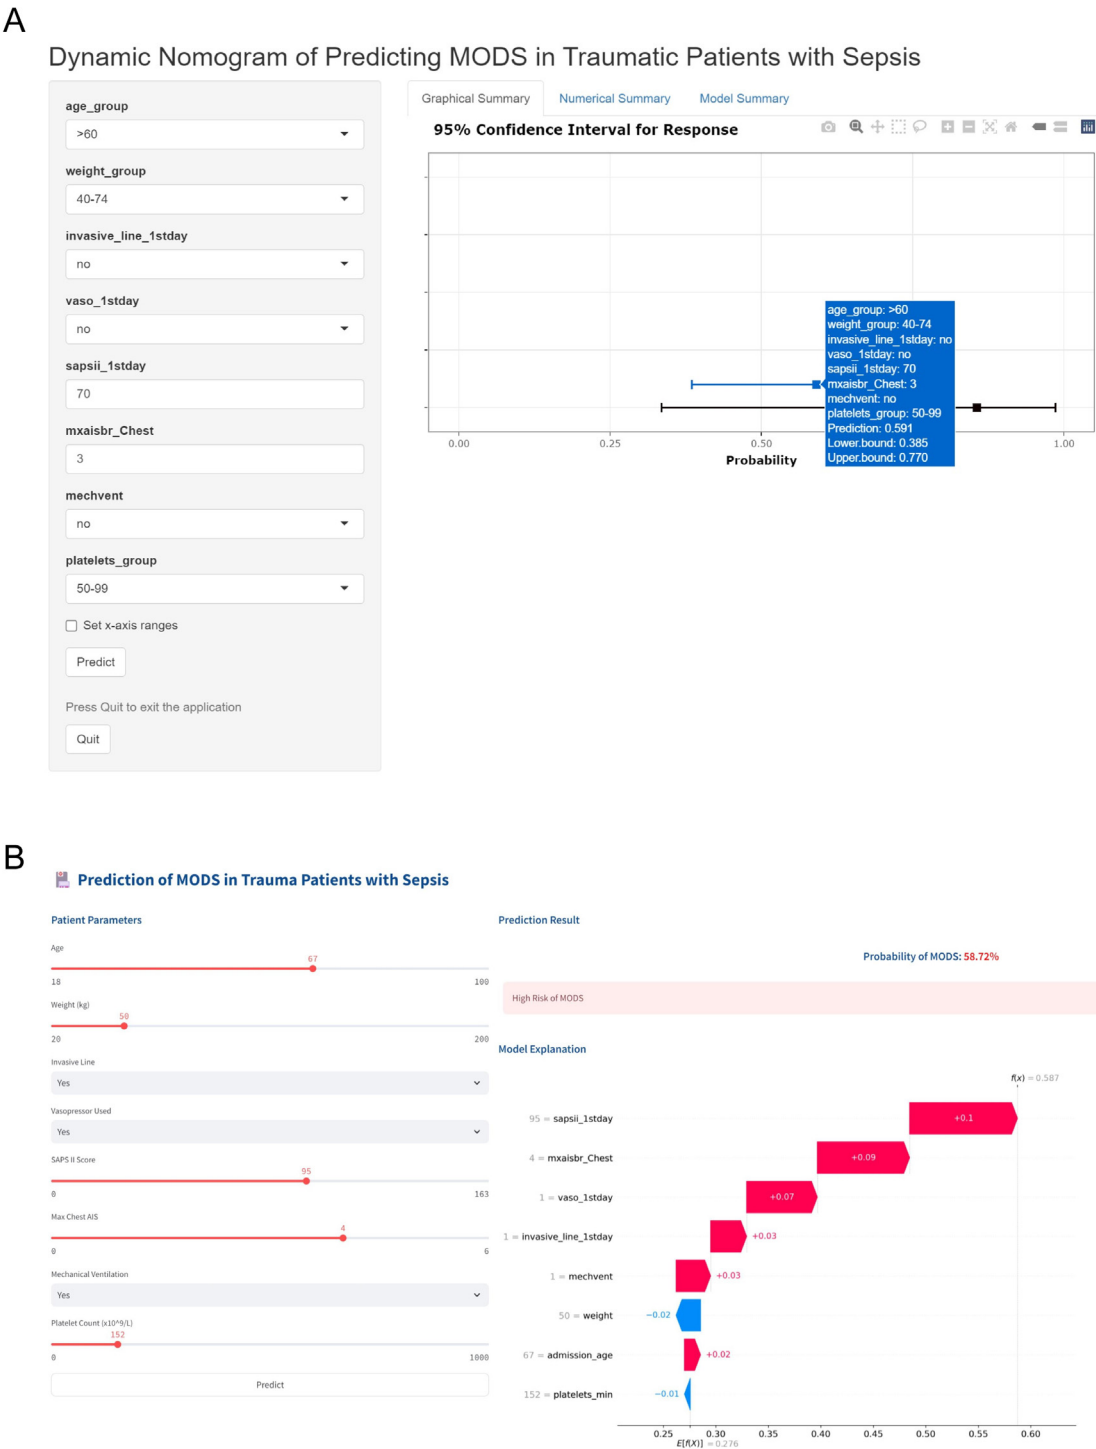 A
Dynamic Nomogram of Predicting MODS in Traumatic Patients with Sepsis
age_group
>60
weight_group
40-74
invasive_line_1stday
no
vaso_1stday
no
sapsii_1stday
70
mxaisbr_Chest
3
mechvent
no
platelets_group
50-99
Set x-axis ranges
Predict
Press Quit to exit the application
Quit
Graphical Summary
Numerical Summary
Model Summary
95% Confidence Interval for Response
age_group: >60
weight_group: 40-74
invasive_line_1stday: no
vaso_1stday: no
sapsii_1stday: 70
mxaisbr_Chest: 3
mechvent: no
platelets_group: 50-99
Prediction: 0.591
Lower.bound: 0.385
Upper.bound: 0.770
0.00 0.25 0.50 1.00
Probability
B
Prediction of MODS in Trauma Patients with Sepsis
Patient Parameters
Age
67
18 100
Weight (kg)
50
20 200
Invasive Line
Yes
Vasopressor Used
Yes
SAPS II Score
95
0 163
Max Chest AIS
4
0 6
Mechanical Ventilation
Yes
Platelet Count (x10^9/L)
152
0 1000
Predict
Prediction Result
Probability of MODS: 58.72%
High Risk of MODS
Model Explanation
f(x) = 0.587
95 = sapsii_1stday +0.1
4 = mxaisbr_Chest +0.09
1 = vaso_1stday +0.07
1 = invasive_line_1stday +0.03
1 = mechvent +0.03
50 = weight −0.02
67 = admission_age +0.02
152 = platelets_min −0.01
0.25 0.30 0.35 0.40 0.45 0.50 0.55 0.60
E[f(X)] = 0.276